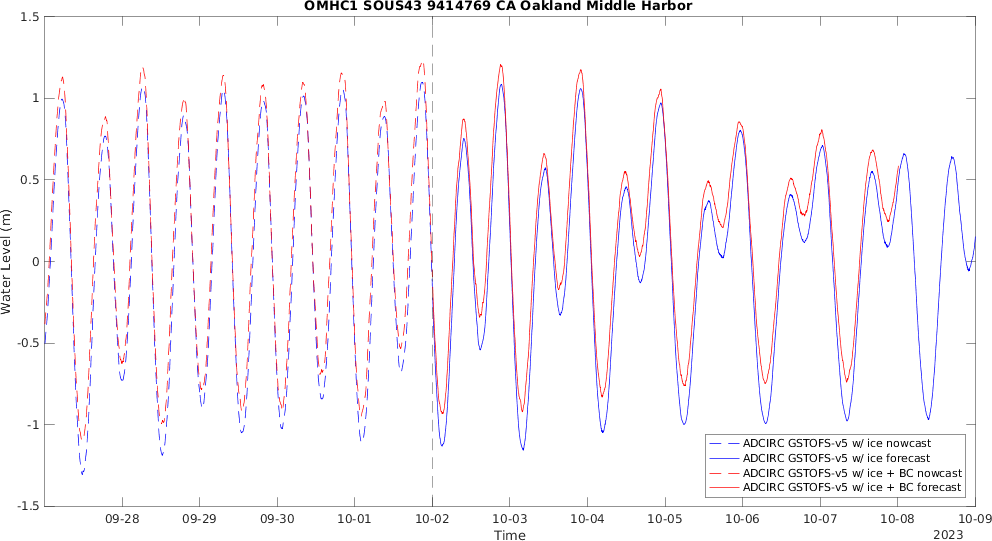 OMHC1 SOUS43 9414769 CA Oakland Middle Harbor
1.5
1
0.5
0
-0.5
-1
-1.5
Water Level (m)
ADCIRC GSTOFS-v5 w/ ice nowcast
ADCIRC GSTOFS-v5 w/ ice forecast
ADCIRC GSTOFS-v5 w/ ice + BC nowcast
ADCIRC GSTOFS-v5 w/ ice + BC forecast
09-28 09-29 09-30 10-01 10-02 10-03 10-04 10-05 10-06 10-07 10-08 10-09
Time
2023